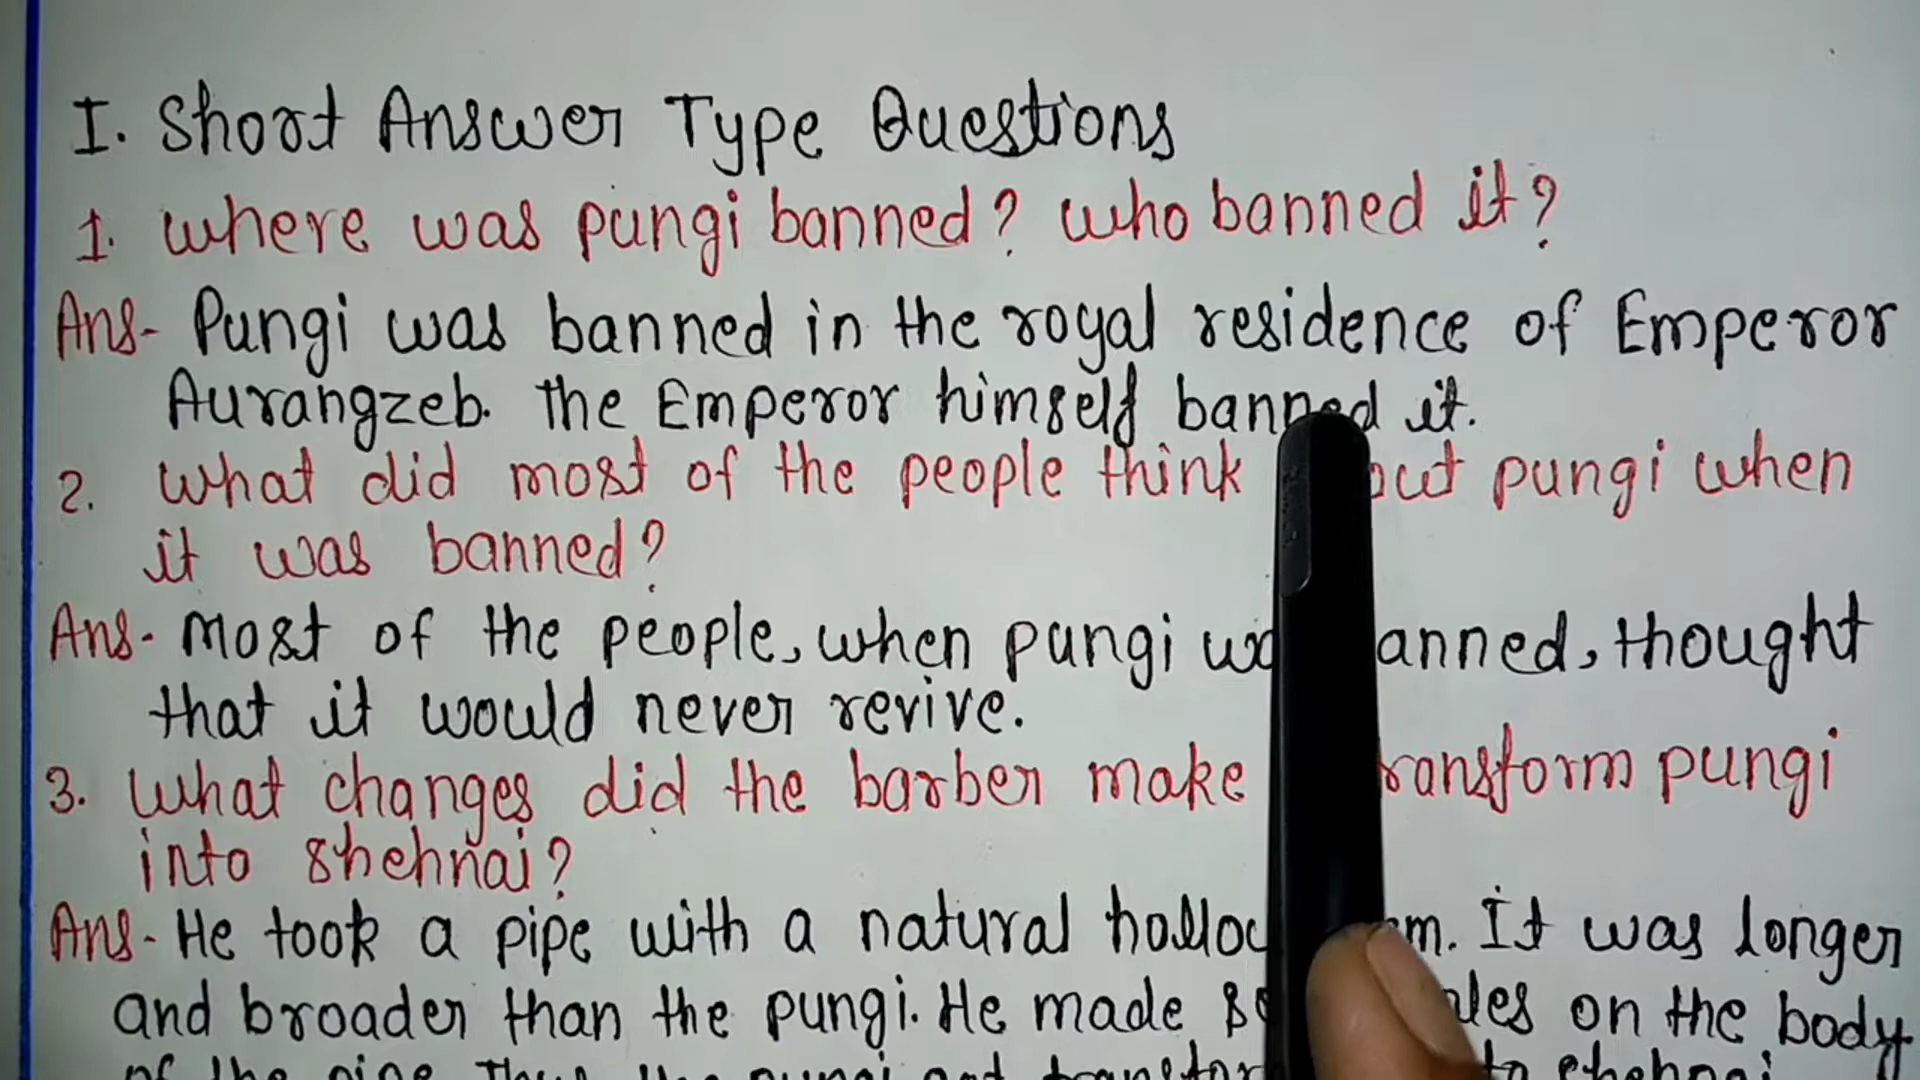 I. Short Answer Type Questions
1. where was pungi banned? who banned it?
Ans- Pungi was banned in the royal residence of Emperor
Aurangzeb. the Emperor himself banned it.
2. What did most of the people think pungi when
it was banned?
Ans- Most of the people, when pungi thought
that it would never revive.
3. What changes did the barber make pungi
into shehnai?
Ans- He took a pipe with a natural It was longer
and broader than the pungi. He made on the body